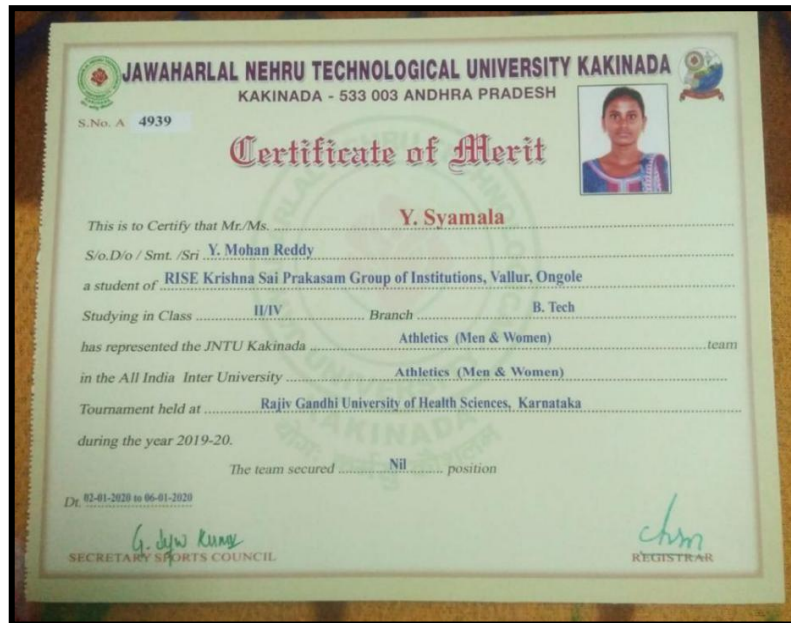 JAWAHARLAL NEHRU TECHNOLOGICAL UNIVERSITY KAKINADA
KAKINADA - 533 003 ANDHRA PRADESH
S.No. A 4939
Certificate of Merit
This is to Certify that Mr./Ms. Y. Syamala
S/o.D/o / Smt. /Sri Y. Mohan Reddy
a student of RISE Krishna Sai Prakasam Group of Institutions, Vallur, Ongole
Studying in Class II/IV Branch B. Tech
has represented the JNTU Kakinada Athletics (Men & Women) team
in the All India Inter University Athletics (Men & Women)
Tournament held at Rajiv Gandhi University of Health Sciences, Karnataka
during the year 2019-20.
The team secured Nil position
Dt. 02-01-2020 to 06-01-2020
SECRETARY SPORTS COUNCIL
REGISTRAR